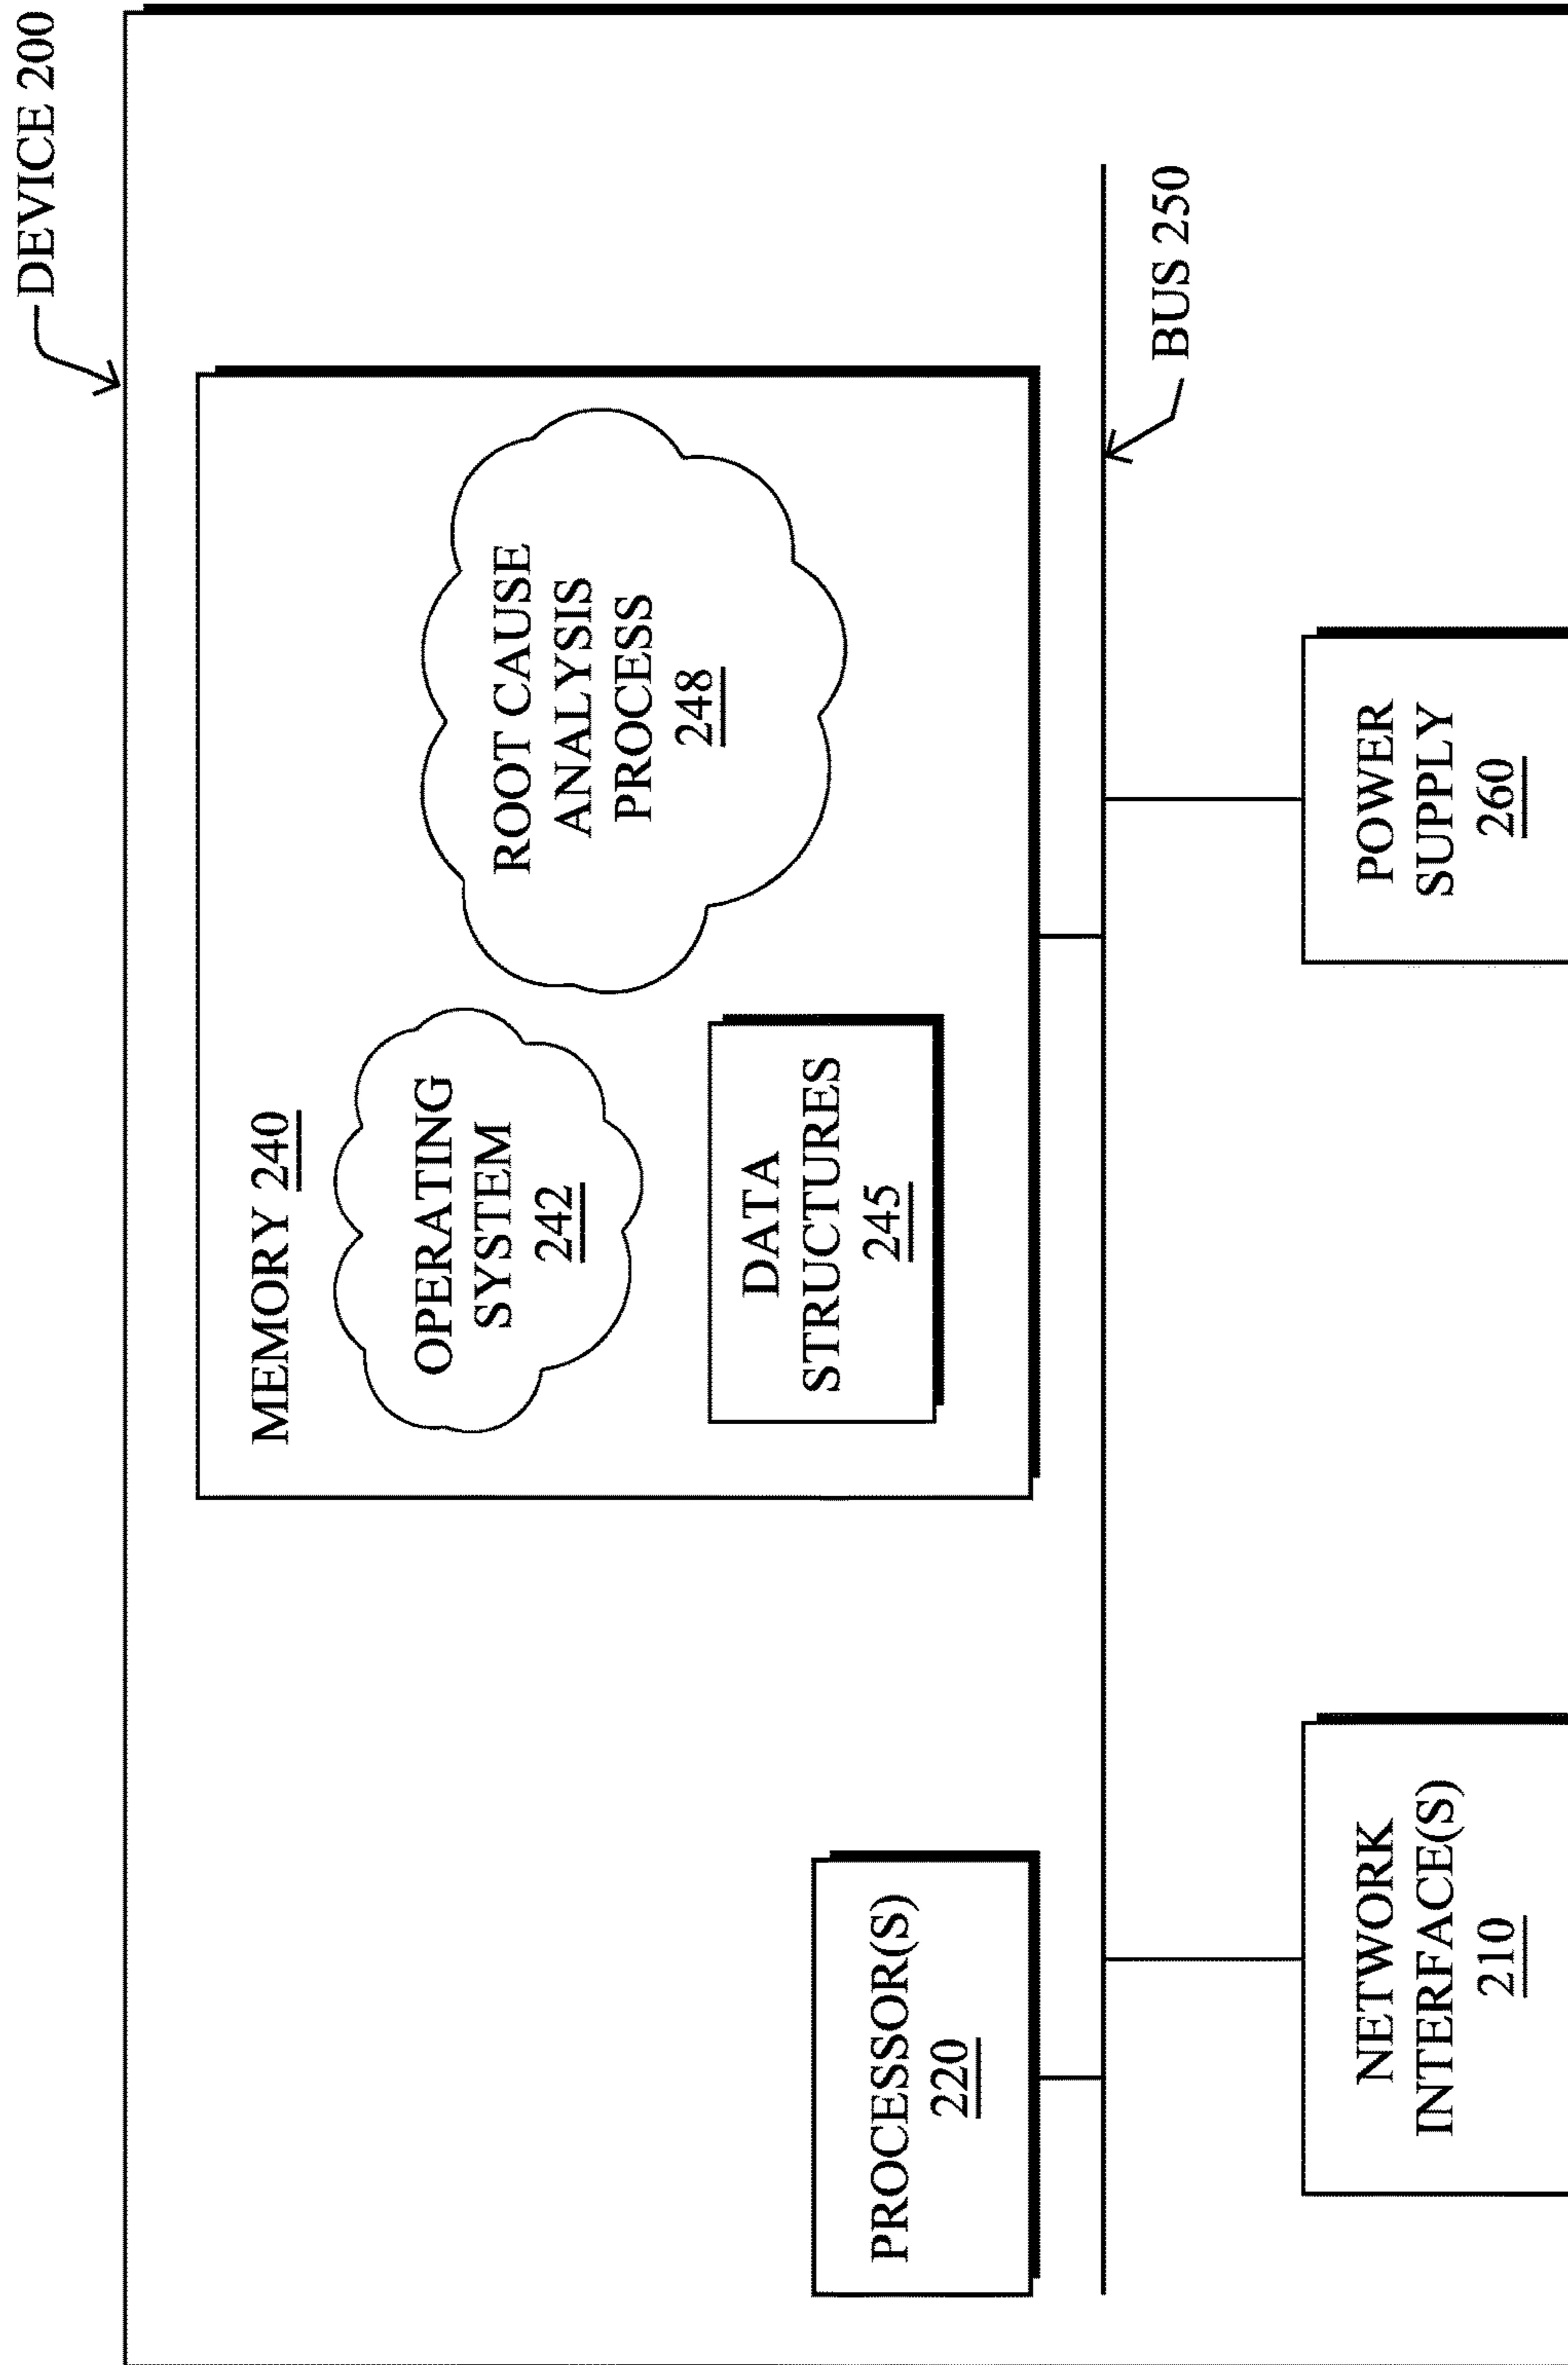 DEVICE 200
MEMORY 240
OPERATING
SYSTEM
242
ROOT CAUSE
ANALYSIS
PROCESS
248
DATA
STRUCTURES
245
PROCESSOR(S)
220
BUS 250
NETWORK
INTERFACE(S)
210
POWER
SUPPLY
260